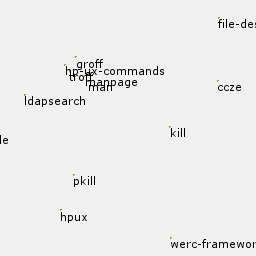 file-des
groff
hp-ux-commands
troff
manpage
man
ccze
ldapsearch
kill
le
pkill
hpux
werc-framewor